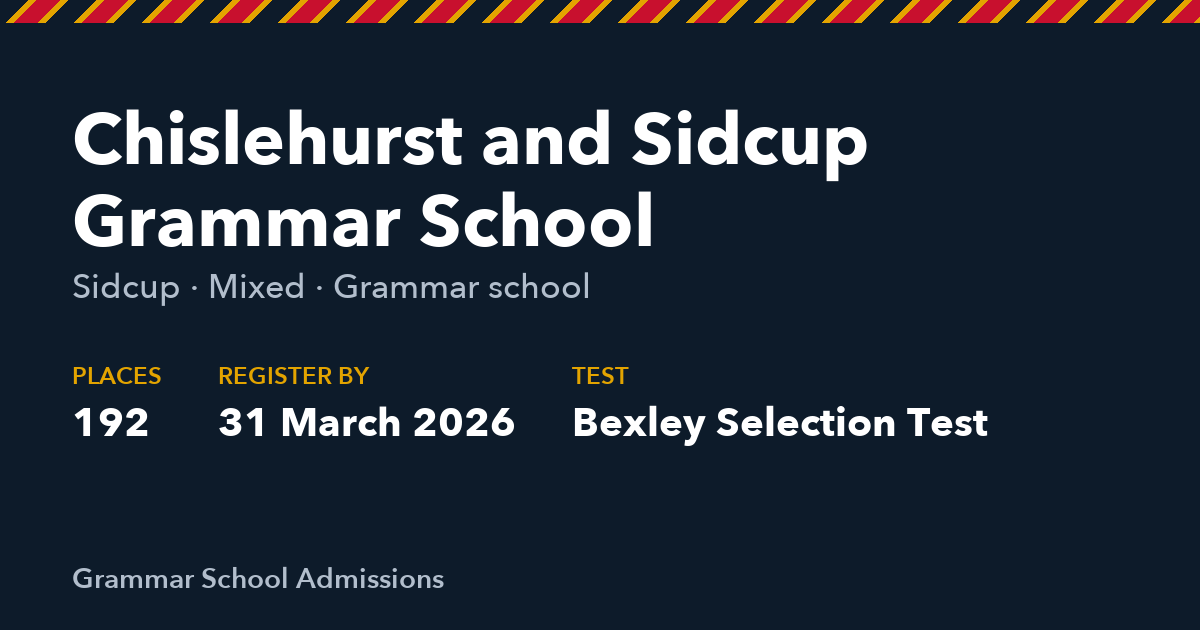 Chislehurst and Sidcup
Grammar School
Sidcup · Mixed · Grammar school
PLACES REGISTER BY TEST
192 31 March 2026 Bexley Selection Test
Grammar School Admissions